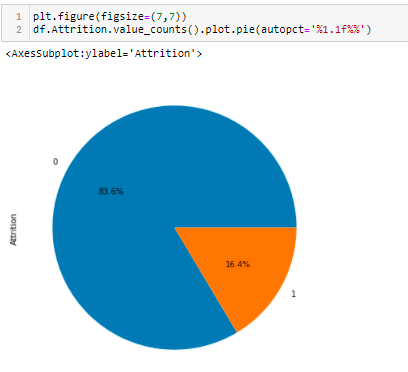 1 plt.figure(figsize=(7,7))
2 df.Attrition.value_counts().plot.pie(autopct='%1.1f%%')
<AxesSubplot:ylabel='Attrition'>
0
83.6%
Attrition
16.4%
1